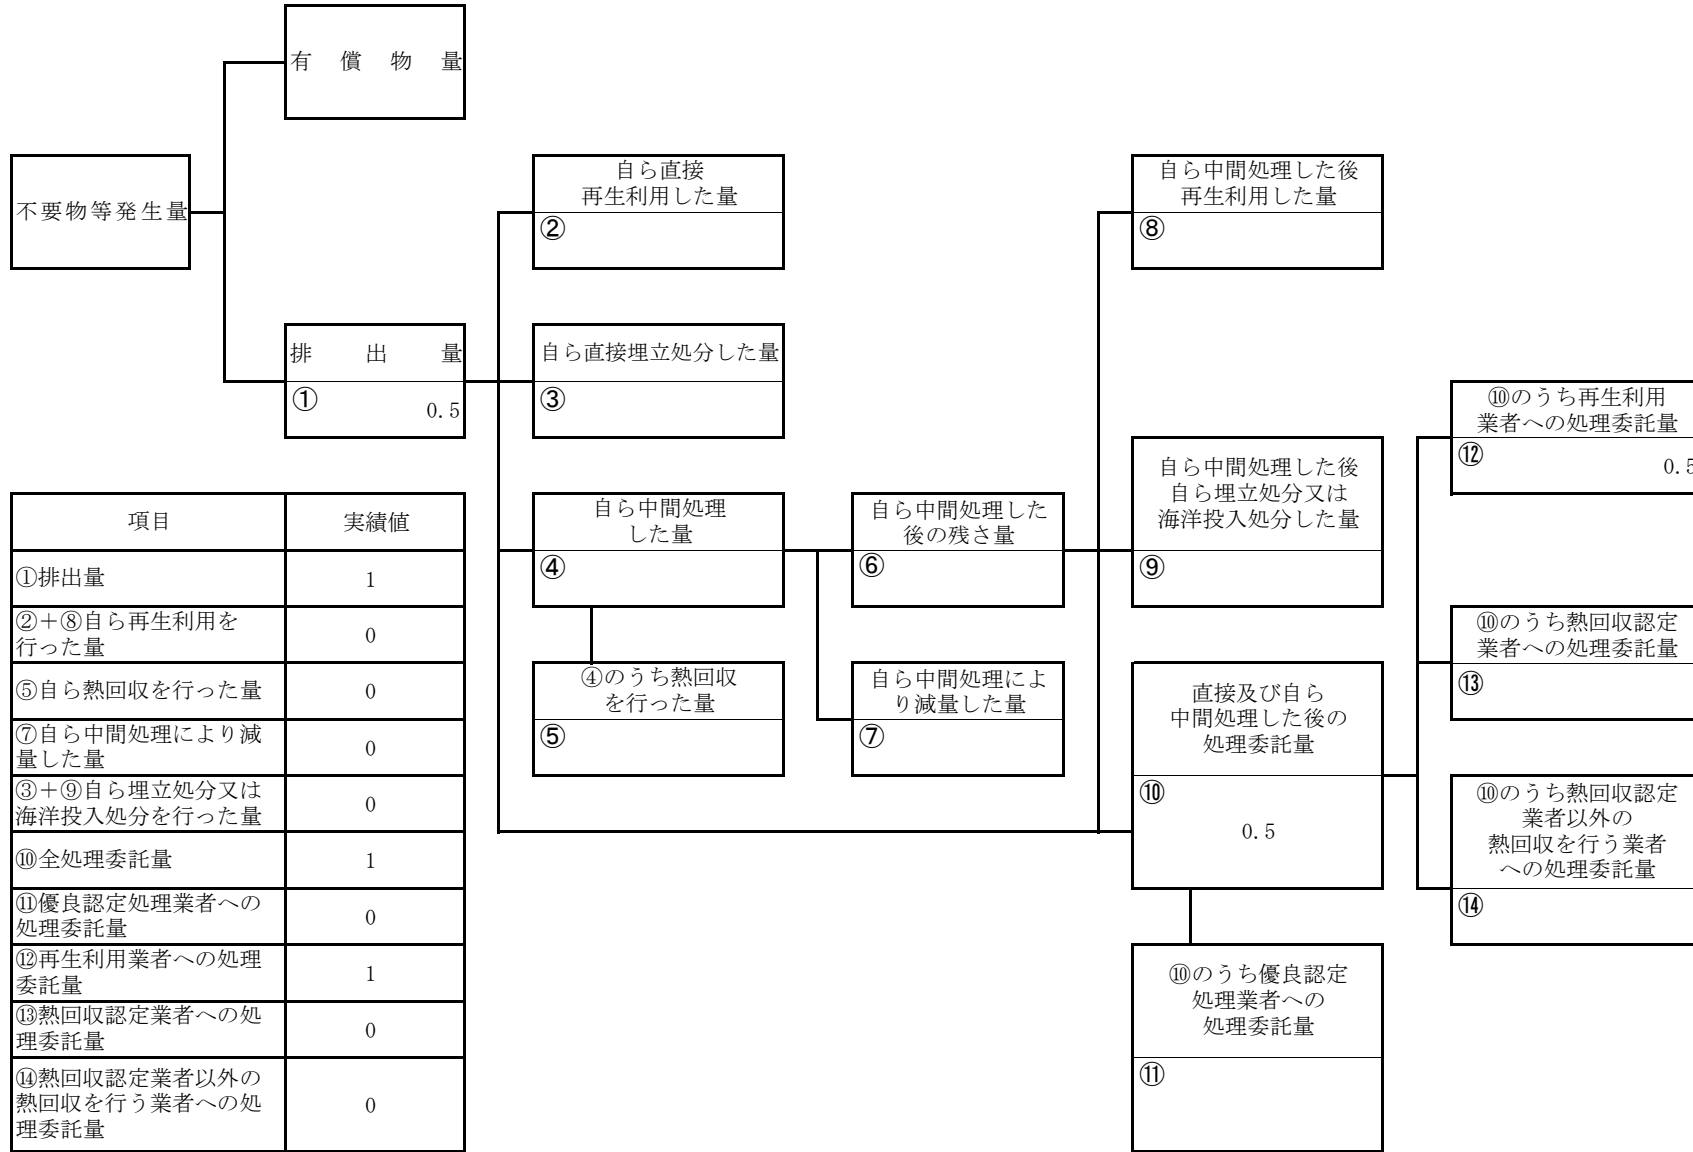 有償物量
不要物等発生量
自ら直接
再生利用した量
②
自ら中間処理した後
再生利用した量
⑧
排出量
①
0.5
自ら直接埋立処分した量
③
⑩のうち再生利用
業者への処理委託量
⑫
0.5
自ら中間処理
した量
④
自ら中間処理した
後の残さ量
⑥
自ら中間処理した後
自ら埋立処分又は
海洋投入処分した量
⑨
④のうち熱回収
を行った量
⑤
自ら中間処理によ
り減量した量
⑦
直接及び自ら
中間処理した後の
処理委託量
⑩
0.5
⑩のうち熱回収認定
業者への処理委託量
⑬
⑩のうち熱回収認定
業者以外の
熱回収を行う業者
への処理委託量
⑭
⑩のうち優良認定
処理業者への
処理委託量
⑪
項目 実績値
①排出量 1
②＋⑧自ら再生利用を
行った量 0
⑤自ら熱回収を行った量 0
⑦自ら中間処理により減
量した量 0
③＋⑨自ら埋立処分又は
海洋投入処分を行った量 0
⑩全処理委託量 1
⑪優良認定処理業者への
処理委託量 0
⑫再生利用業者への処理
委託量 1
⑬熱回収認定業者への処
理委託量 0
⑭熱回収認定業者以外の
熱回収を行う業者への処
理委託量 0